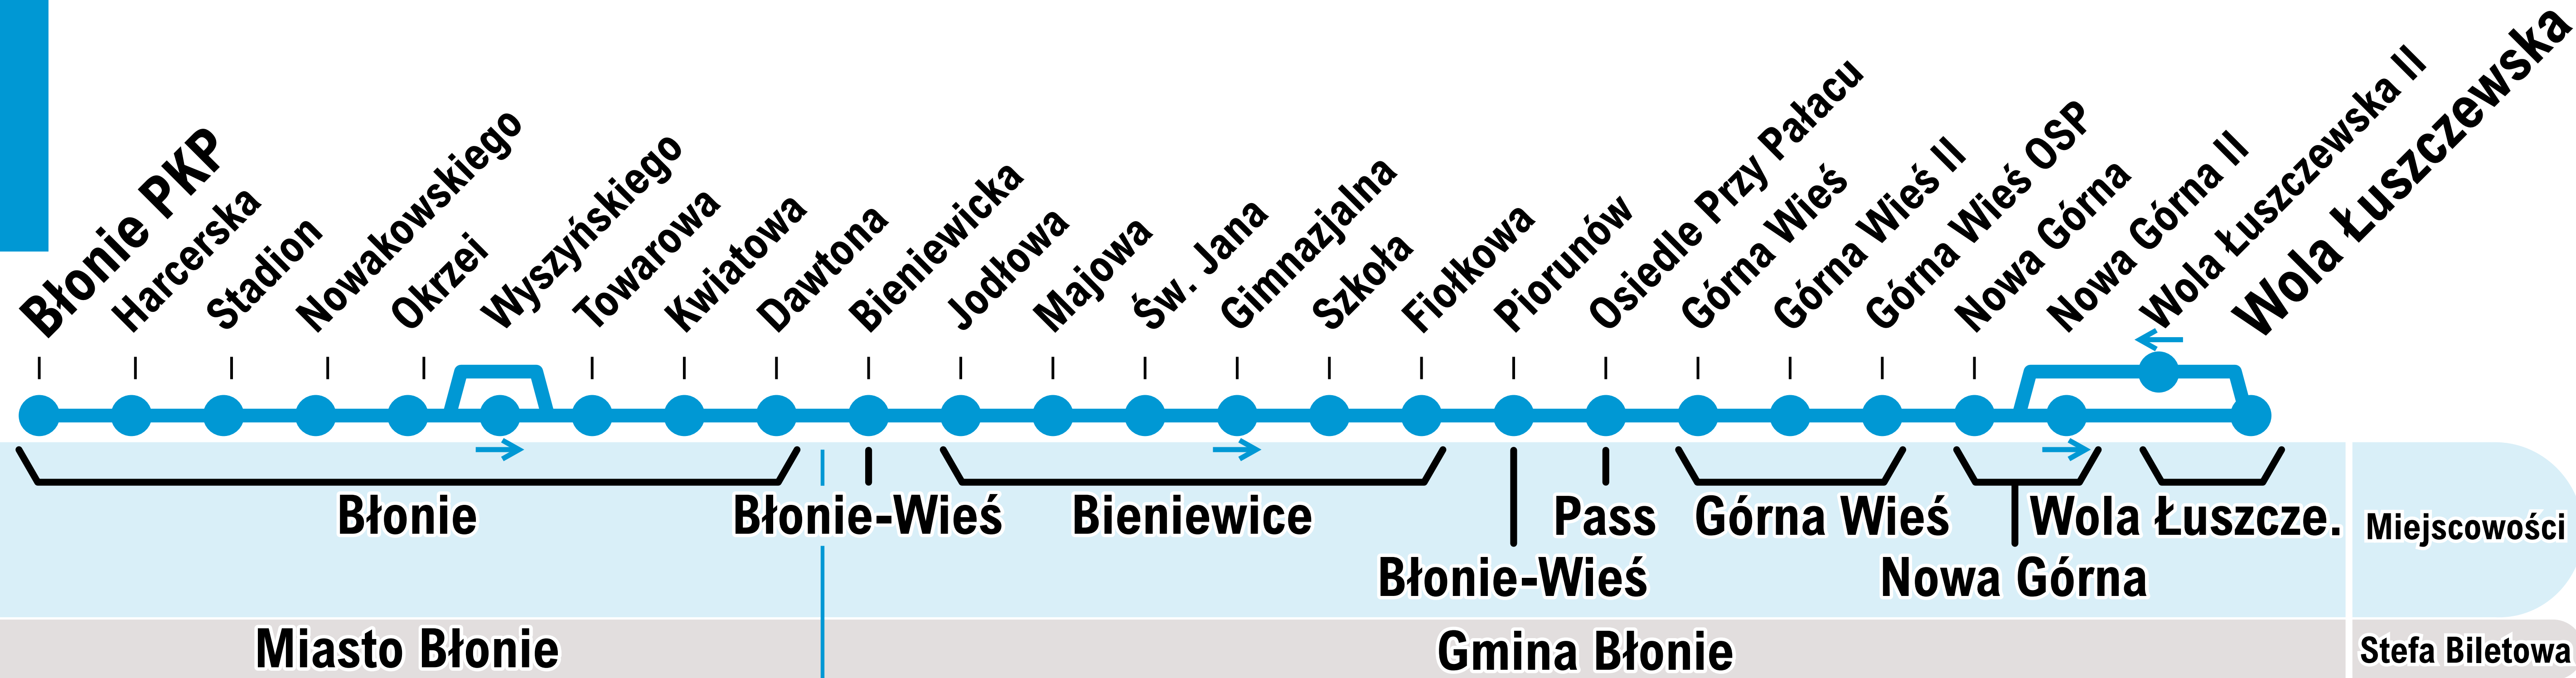 Błonie PKP
Harcerska
Stadion
Nowakowskiego
Okrzei
Wyszyńskiego
Towarowa
Kwiatowa
Dawtona
Bieniewicka
Jodłowa
Majowa
Św. Jana
Gimnazjalna
Szkoła
Fiołkowa
Piorunów
Osiedle Przy Pałacu
Górna Wieś
Górna Wieś II
Górna Wieś OSP
Nowa Górna
Nowa Górna II
Wola Łuszczewska II
Wola Łuszczewska
Błonie
Błonie-Wieś
Bieniewice
Błonie-Wieś
Pass
Górna Wieś
Nowa Górna
Wola Łuszcze.
Miejscowości
Miasto Błonie
Gmina Błonie
Stefa Biletowa